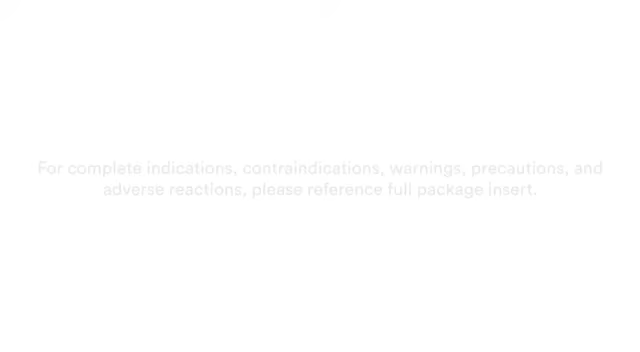 For complete indications, contraindications, warnings, precautions, and
adverse reactions, please reference full package insert.